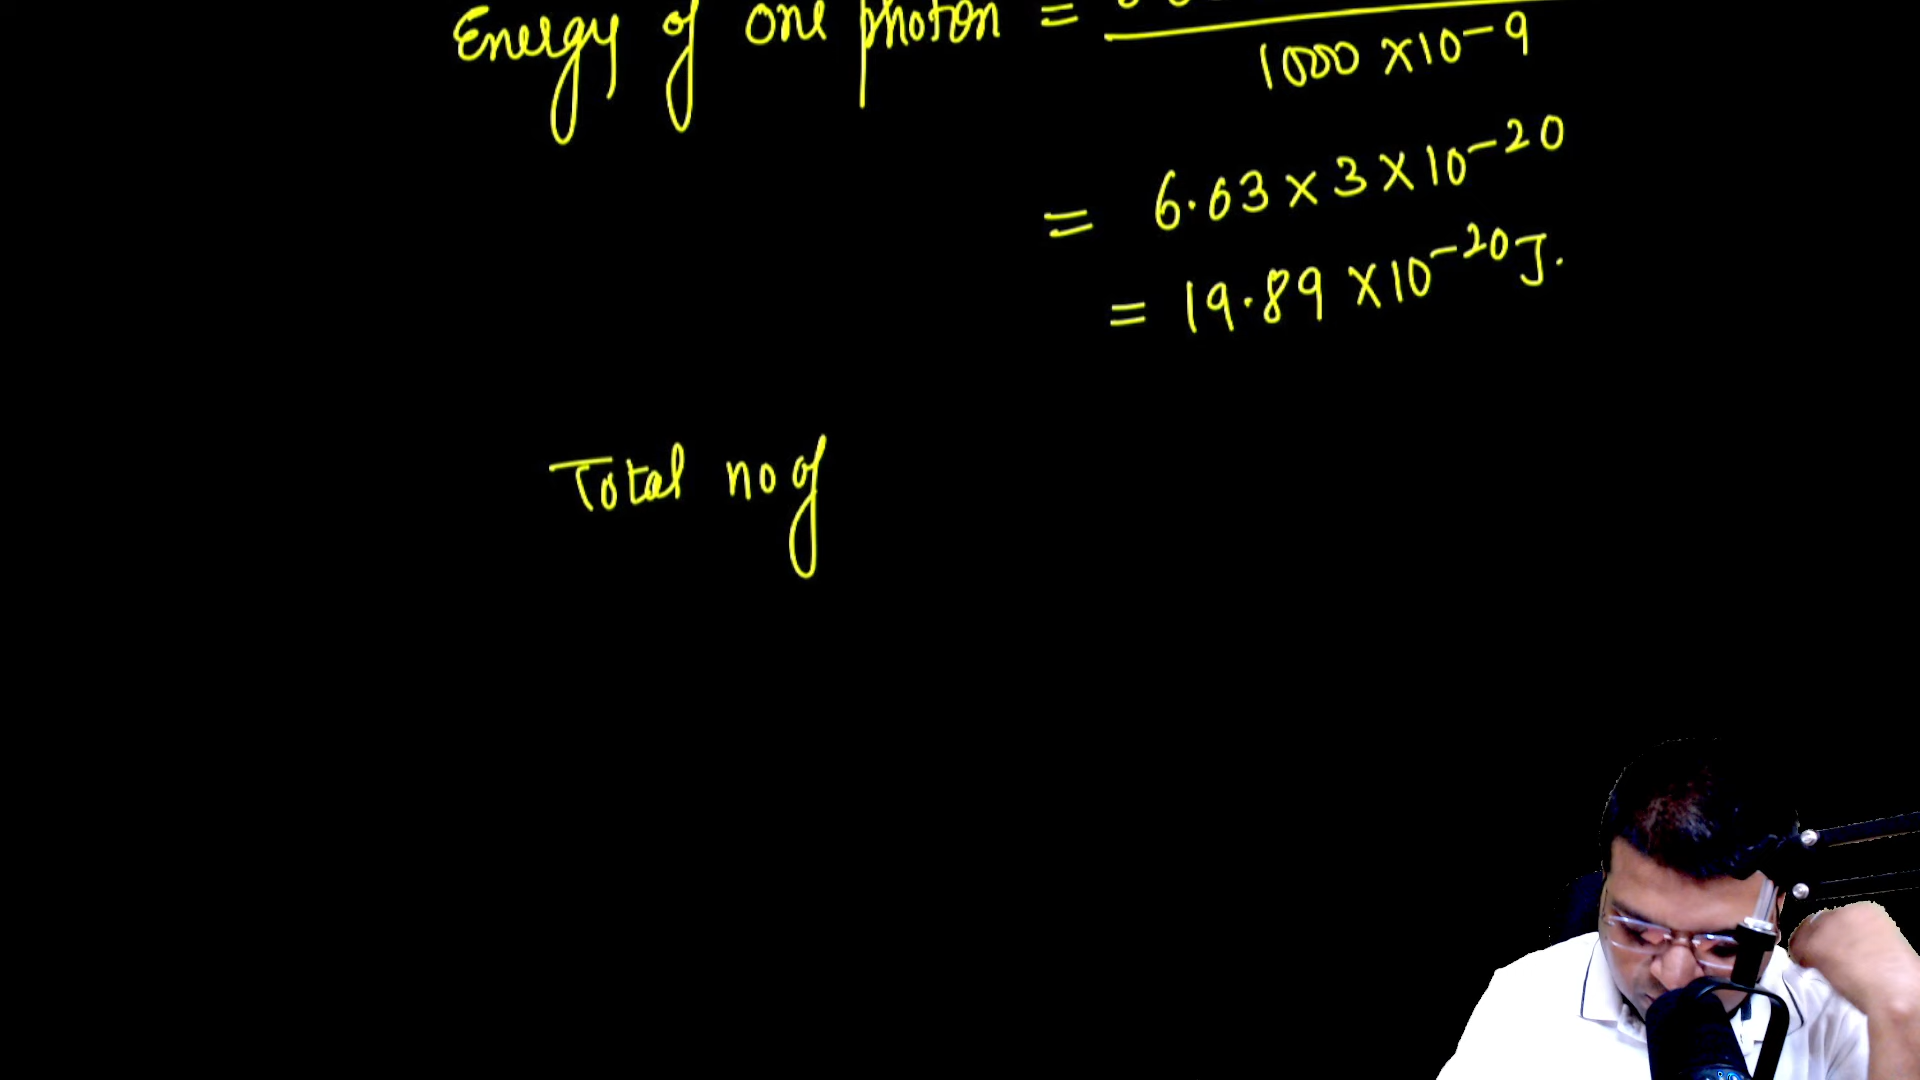 Energy of one photon =
1000 ×10-9
= 6.63 × 3 × 10-20
= 19.89 × 10-20 J.
Total no of